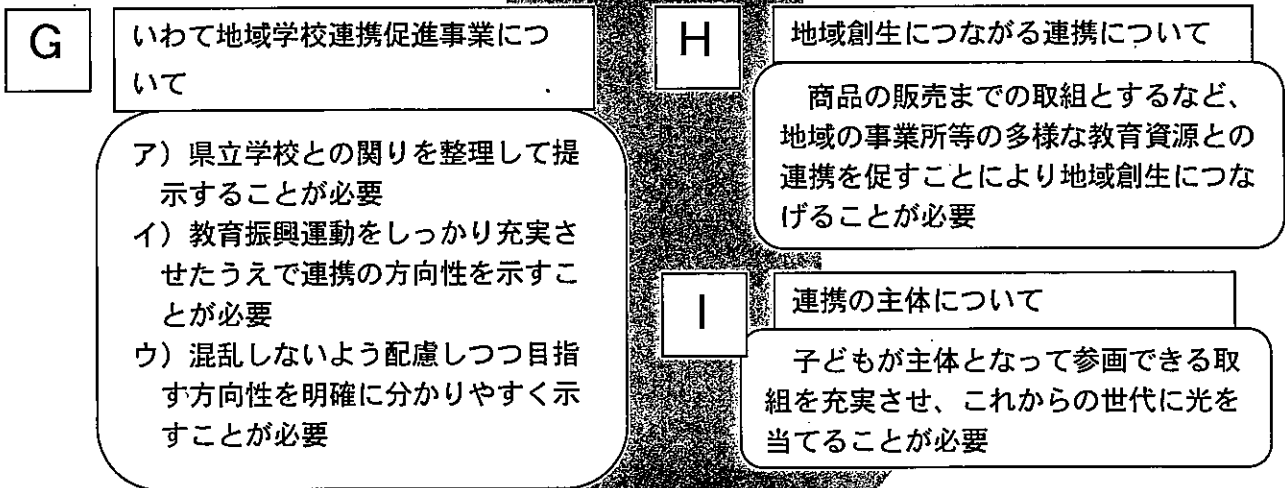 G
いわて地域学校連携促進事業につ
いて
ア）県立学校との関りを整理して提
示することが必要
イ）教育振興運動をしっかり充実さ
せたうえで連携の方向性を示すこ
とが必要
ウ）混乱しないよう配慮しつつ目指
す方向性を明確に分かりやすく示
すことが必要
H
地域創生につながる連携について
商品の販売までの取組とするなど、
地域の事業所等の多様な教育資源との
連携を促すことにより地域創生につな
げることが必要
I
連携の主体について
子どもが主体となって参画できる取
組を充実させ、これからの世代に光を
当てることが必要